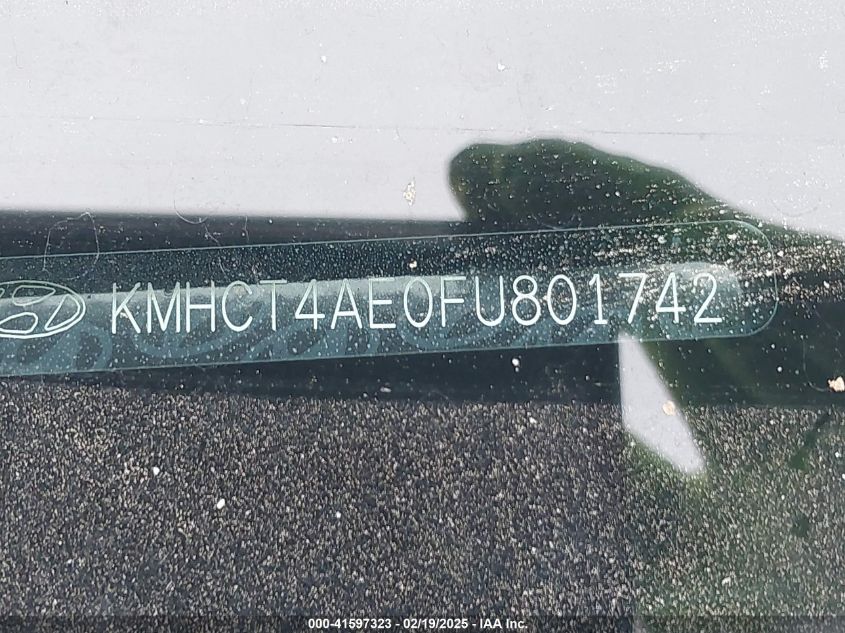 KMHCT4AE0FU801742
000-41597323 - 02/19/2025 - IAA Inc.